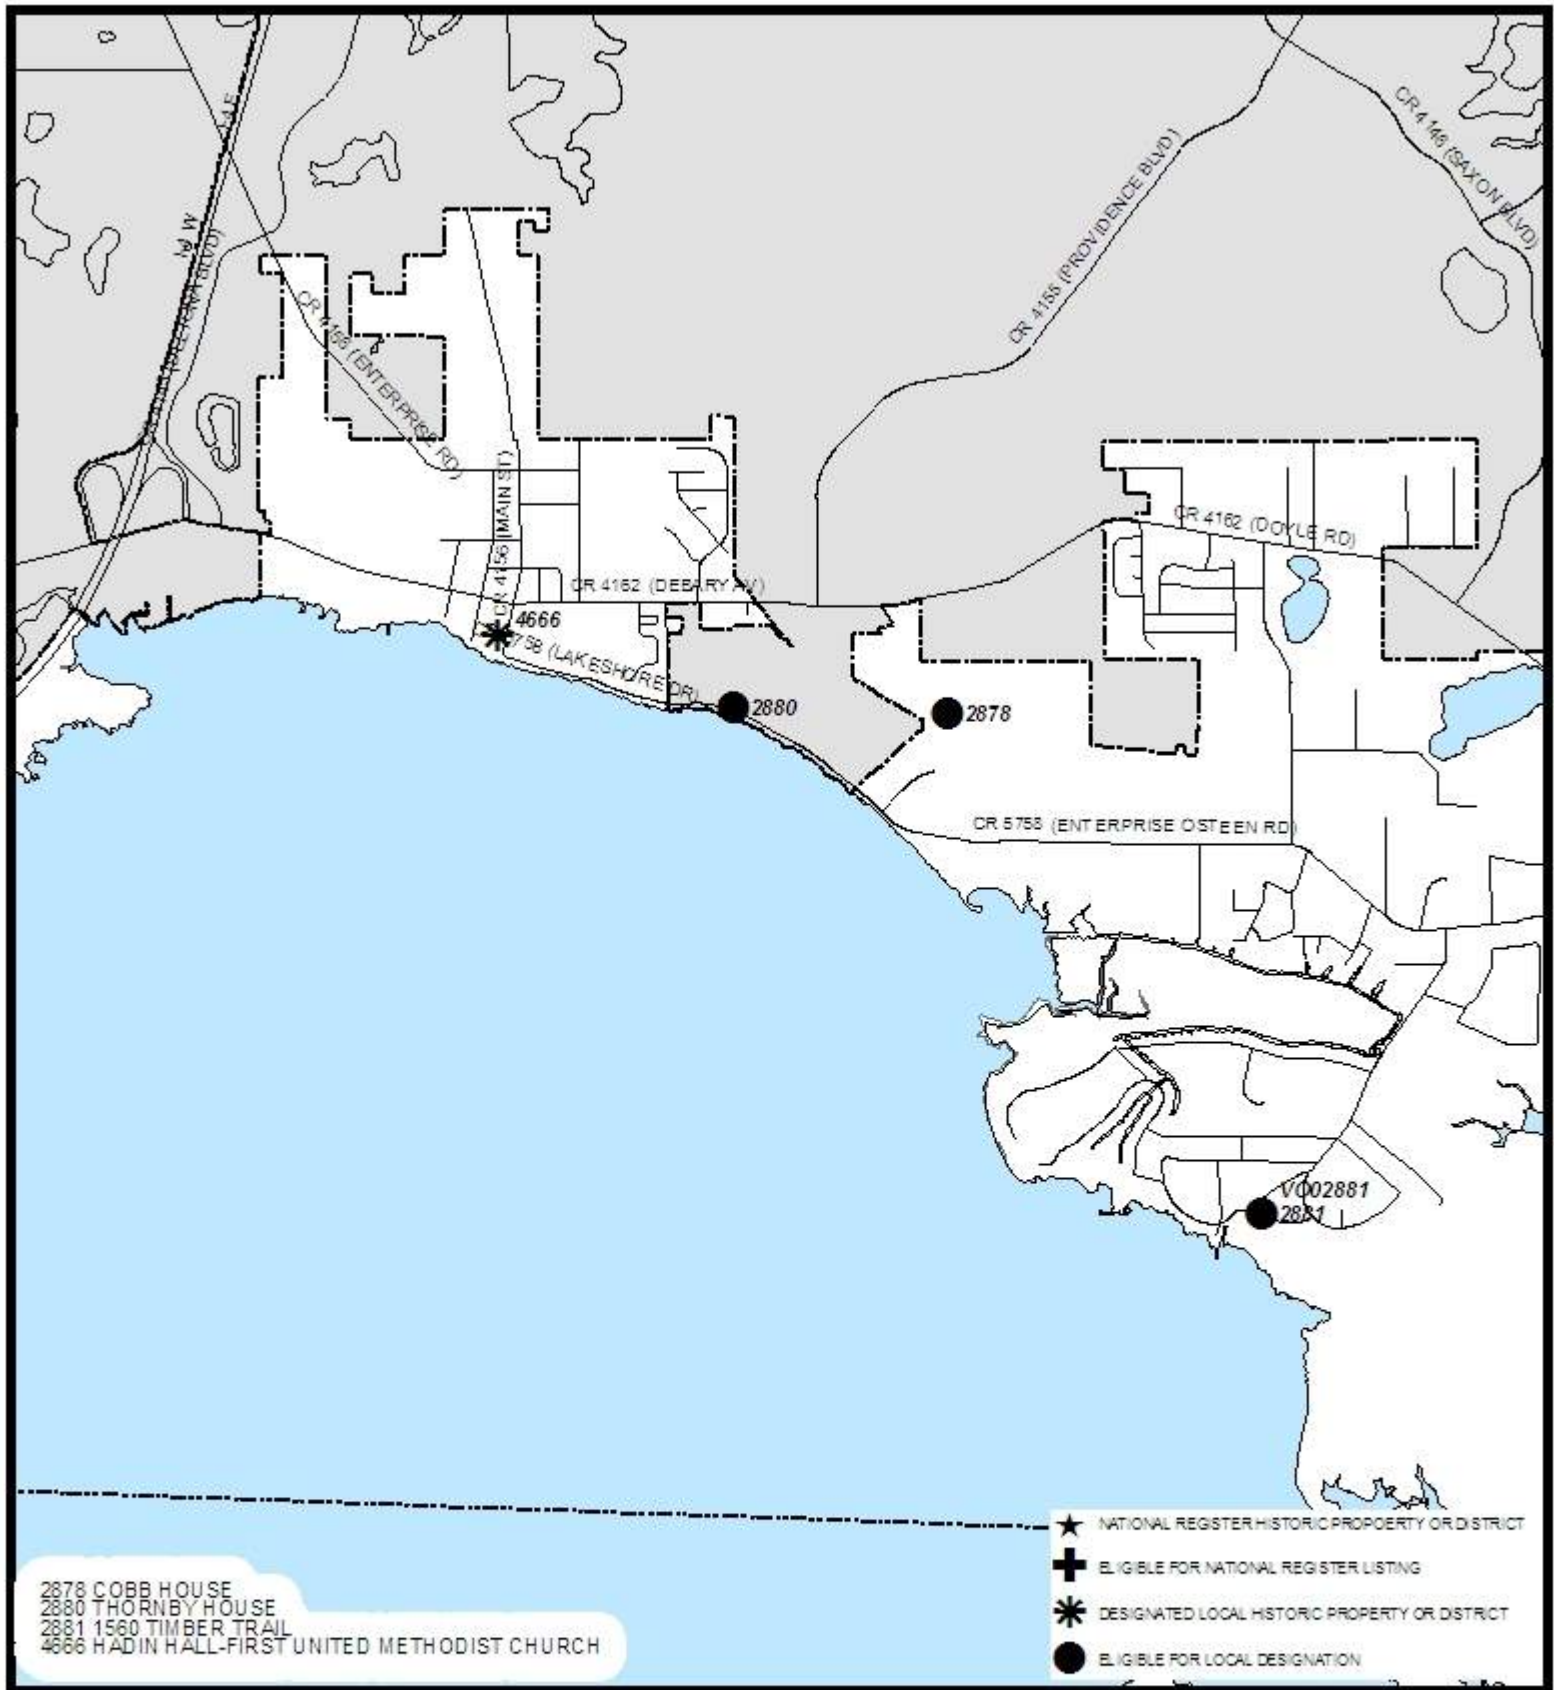 CR 4146 (SAXON BLVD)
CR 4155 (PROVIDENCE BLVD)
CR 4156 (MAIN ST)
CR 4162 (DOYLE RD)
CR 4162 (DEBARY AV)
(ENTERPRISE RD)
4666
(LAKESHORE DR)
2880
2878
CR 5758 (ENTERPRISE OSTEEN RD)
VO02881
2881
NATIONAL REGISTER HISTORIC PROPOERTY OR DISTRICT
ELIGIBLE FOR NATIONAL REGISTER LISTING
DESIGNATED LOCAL HISTORIC PROPERTY OR DISTRICT
ELIGIBLE FOR LOCAL DESIGNATION
2878 COBB HOUSE
2880 THORNBY HOUSE
2881 1560 TIMBER TRAIL
4666 HADIN HALL-FIRST UNITED METHODIST CHURCH